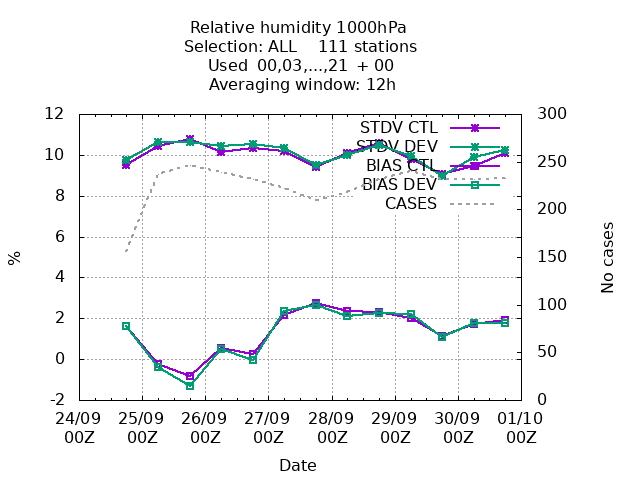 Relative humidity 1000hPa
Selection: ALL    111 stations
Used  00,03,...,21  + 00
Averaging window: 12h
12
10
8
6
4
2
0
-2
%
300
250
200
150
100
50
0
No cases
STDV CTL
STDV DEV
BIAS CTL
BIAS DEV
CASES
24/09 25/09 26/09 27/09 28/09 29/09 30/09 01/10
00Z 00Z 00Z 00Z 00Z 00Z 00Z 00Z
Date